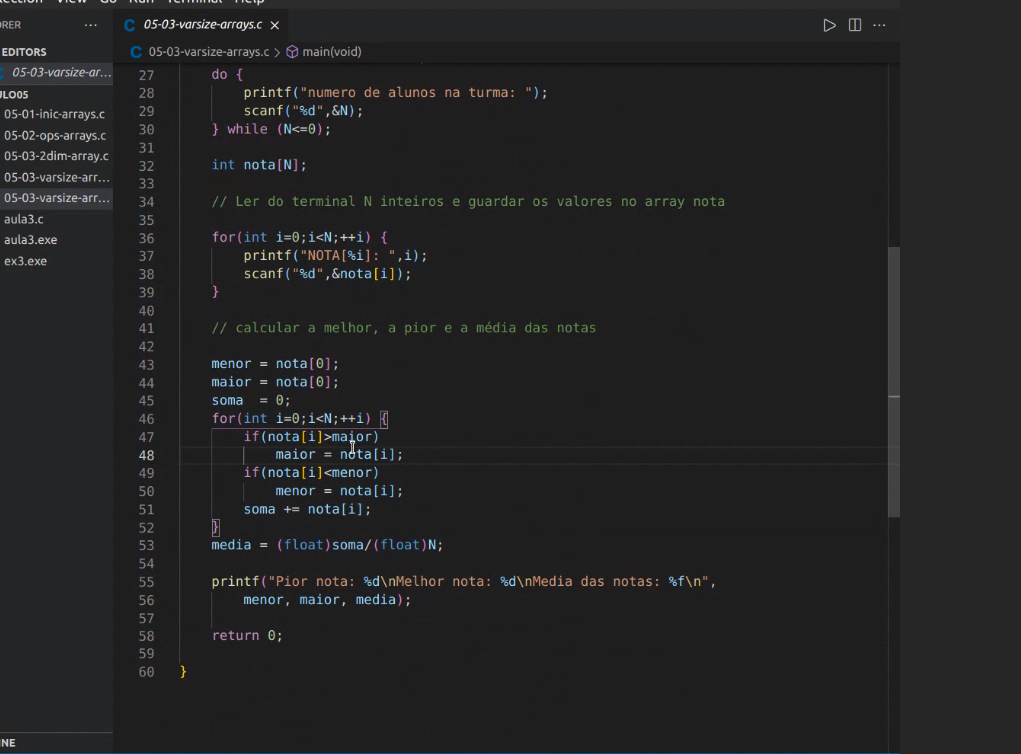 View Go Run Terminal Help
RER ···
EDITORS
05-03-varsize-ar...
ULO05
05-01-inic-arrays.c
05-02-ops-arrays.c
05-03-2dim-array.c
05-03-varsize-arr...
05-03-varsize-arr...
aula3.c
aula3.exe
ex3.exe
NE
C 05-03-varsize-arrays.c ×
C 05-03-varsize-arrays.c > main(void)
27 do {
28 printf("numero de alunos na turma: ");
29 scanf("%d",&N);
30 } while (N<=0);
31
32 int nota[N];
33
34 // Ler do terminal N inteiros e guardar os valores no array nota
35
36 for(int i=0;i<N;++i) {
37 printf("NOTA[%i]: ",i);
38 scanf("%d",&nota[i]);
39 }
40
41 // calcular a melhor, a pior e a média das notas
42
43 menor = nota[0];
44 maior = nota[0];
45 soma  = 0;
46 for(int i=0;i<N;++i) {
47 if(nota[i]>maior)
48 maior = nota[i];
49 if(nota[i]<menor)
50 menor = nota[i];
51 soma += nota[i];
52 }
53 media = (float)soma/(float)N;
54
55 printf("Pior nota: %d\nMelhor nota: %d\nMedia das notas: %f\n",
56 menor, maior, media);
57
58 return 0;
59
60 }